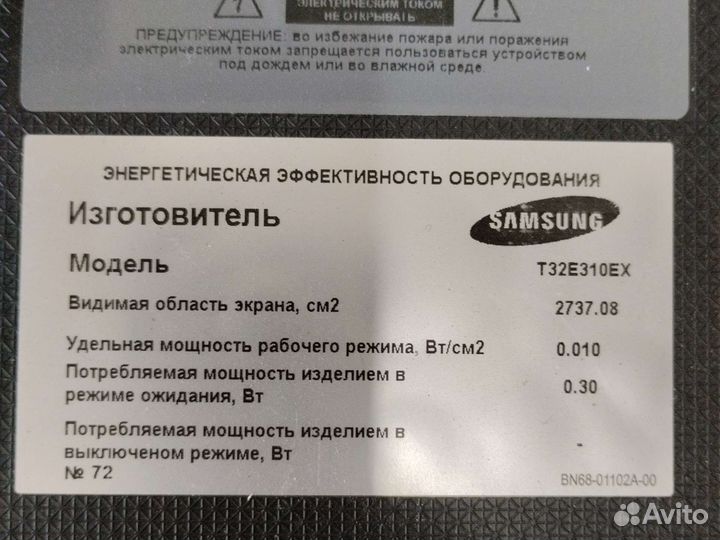 ЭЛЕКТРИЧЕСКИМ ТОКОМ
НЕ ОТКРЫВАТЬ
ПРЕДУПРЕЖДЕНИЕ: во избежание пожара или поражения
электрическим током запрещается пользоваться устройством
под дождем или во влажной среде.
ЭНЕРГЕТИЧЕСКАЯ ЭФФЕКТИВНОСТЬ ОБОРУДОВАНИЯ
Изготовитель SAMSUNG
Модель T32E310EX
Видимая область экрана, см2 2737.08
Удельная мощность рабочего режима, Вт/см2 0.010
Потребляемая мощность изделием в
режиме ожидания, Вт 0.30
Потребляемая мощность изделием в
выключеном режиме, Вт -
№ 72 BN68-01102A-00
Avito